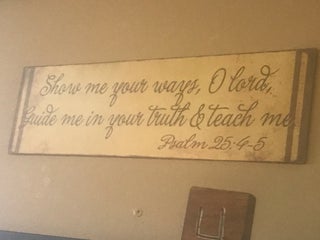 Show me your ways, O lord,
Guide me in your truth & teach me.
Psalm 25:4-5